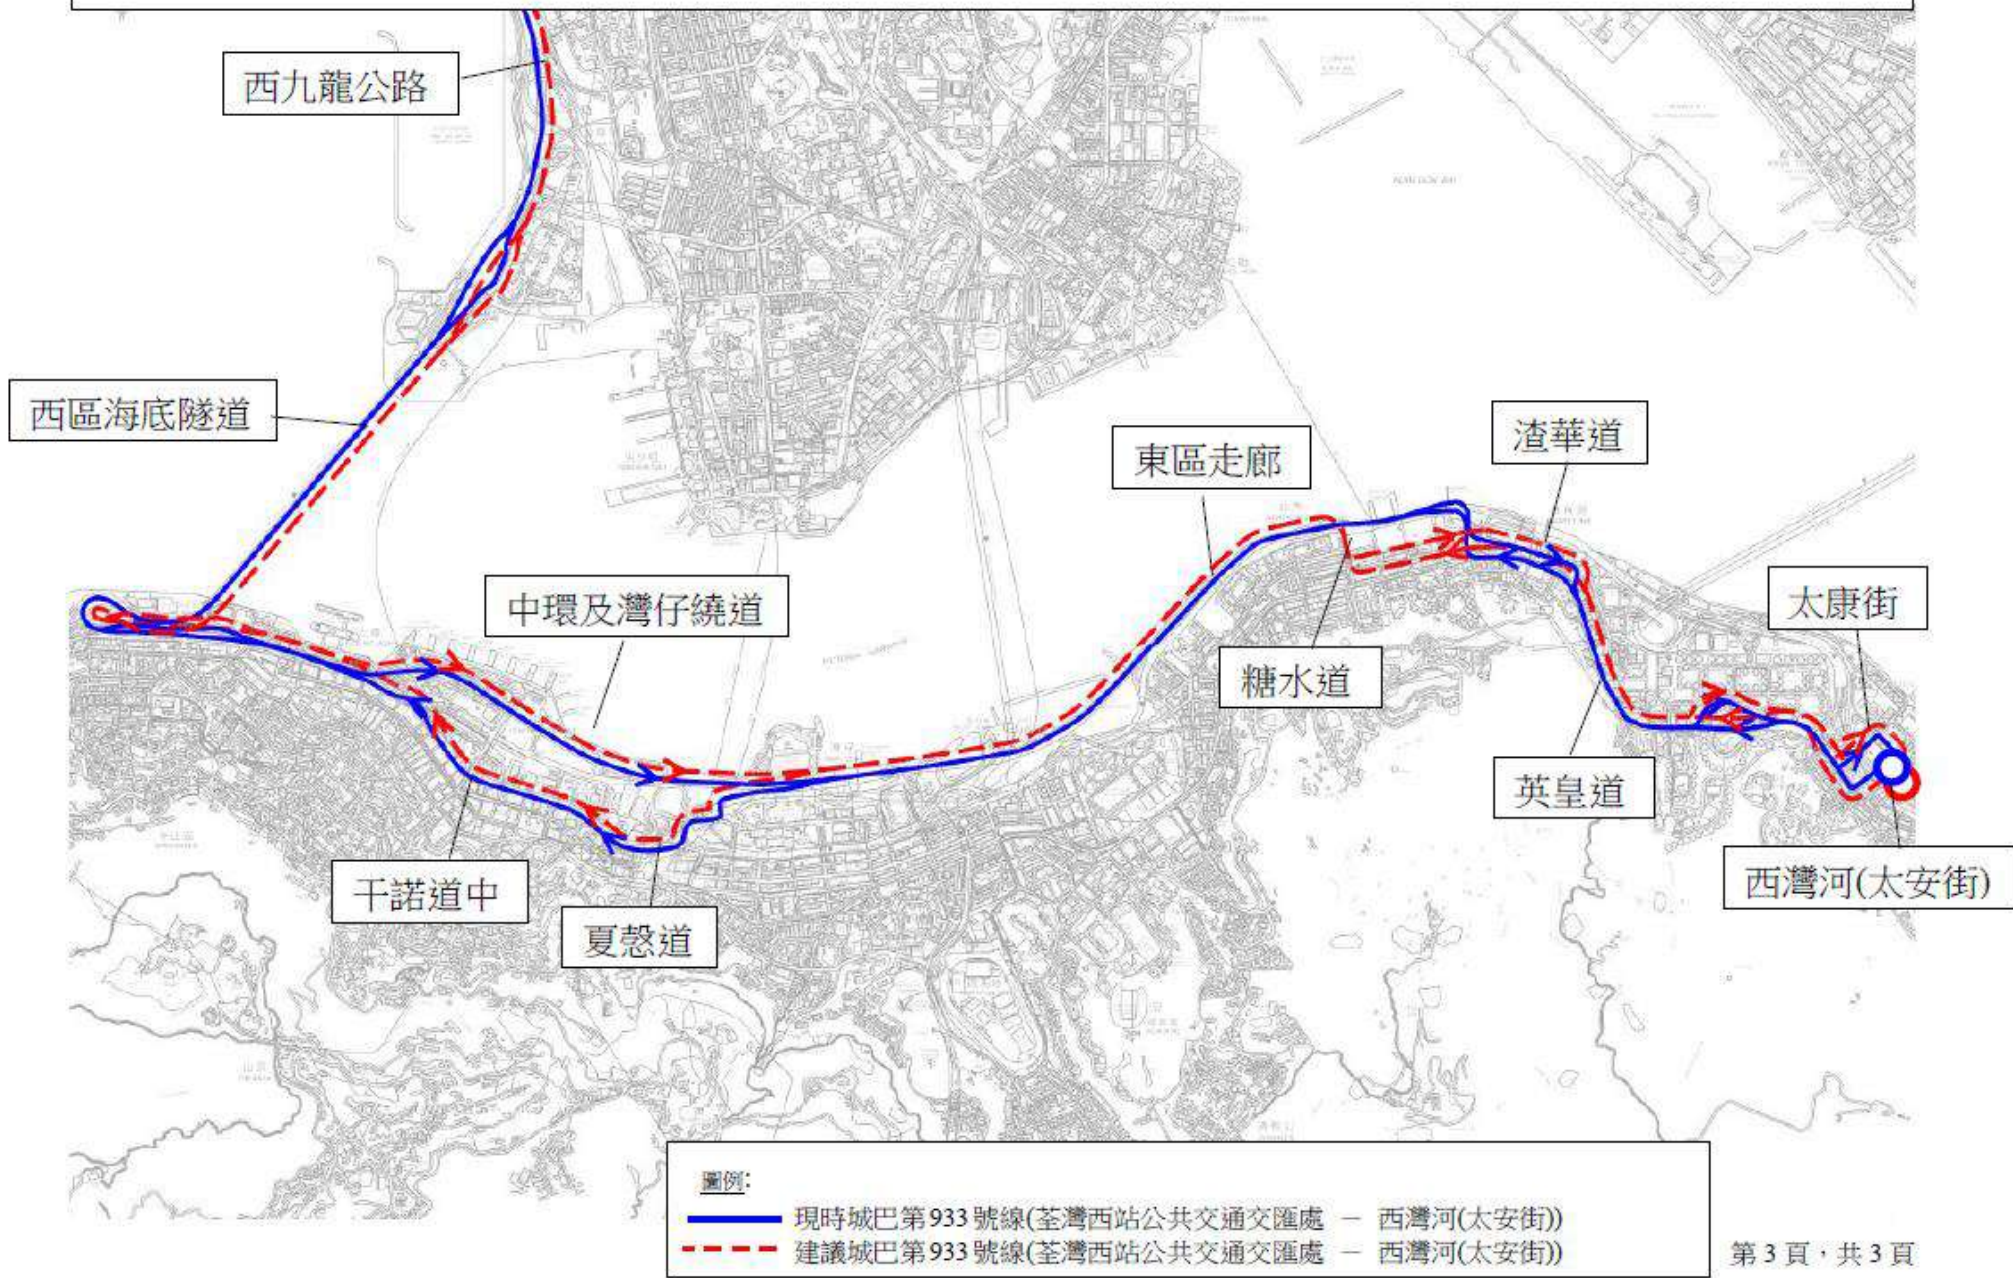 西九龍公路
西區海底隧道
渣華道
東區走廊
中環及灣仔繞道
太康街
糖水道
英皇道
干諾道中
夏慤道
西灣河(太安街)
圖例:
現時城巴第933號線(荃灣西站公共交通交匯處 － 西灣河(太安街))
建議城巴第933號線(荃灣西站公共交通交匯處 － 西灣河(太安街))
第3頁，共3頁